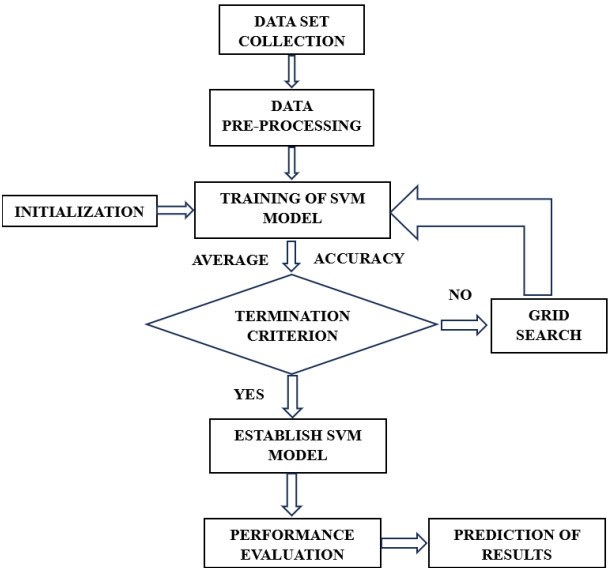 DATA SET
COLLECTION
DATA
PRE-PROCESSING
INITIALIZATION
TRAINING OF SVM
MODEL
AVERAGE
ACCURACY
TERMINATION
CRITERION
NO
GRID
SEARCH
YES
ESTABLISH SVM
MODEL
PERFORMANCE
EVALUATION
PREDICTION OF
RESULTS